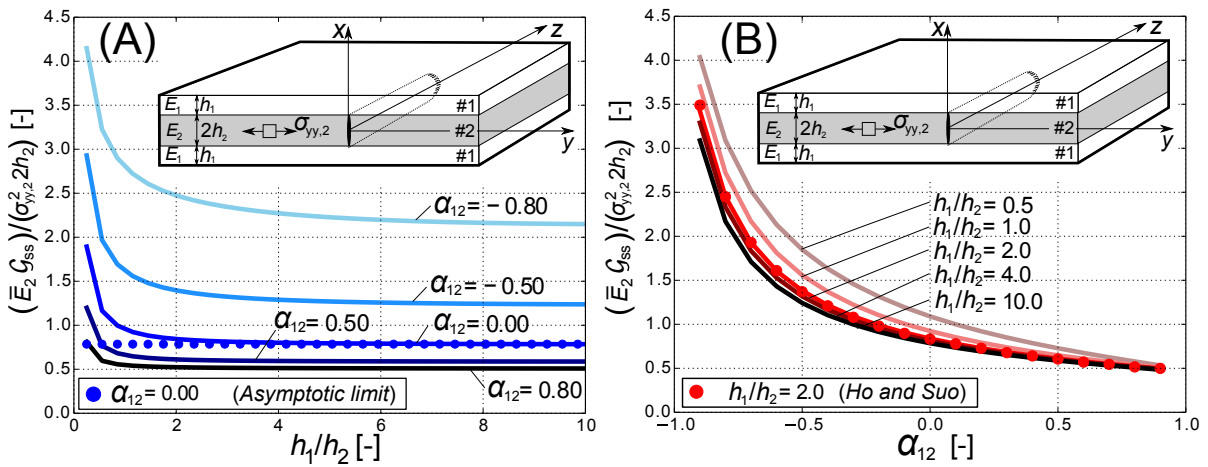 (A)
(Ē₂ 𝒢ss)/(σ²yy,2 2h₂) [-]
4.5
4.0
3.5
3.0
2.5
2.0
1.5
1.0
0.5
0.0
x
z
y
E₁ h₁
E₂ 2h₂ σyy,2
E₁ h₁
#1
#2
#1
α₁₂= − 0.80
α₁₂= − 0.50
α₁₂= 0.50
α₁₂= 0.00
α₁₂= 0.80
α₁₂= 0.00 (Asymptotic limit)
0 2 4 6 8 10
h₁/h₂ [-]
(B)
(Ē₂ 𝒢ss)/(σ²yy,2 2h₂) [-]
4.5
4.0
3.5
3.0
2.5
2.0
1.5
1.0
0.5
0.0
x
z
y
E₁ h₁
E₂ 2h₂ σyy,2
E₁ h₁
#1
#2
#1
h₁/h₂ = 0.5
h₁/h₂ = 1.0
h₁/h₂ = 2.0
h₁/h₂ = 4.0
h₁/h₂ = 10.0
h₁/h₂= 2.0 (Ho and Suo)
−1.0 −0.5 0.0 0.5 1.0
α₁₂ [-]